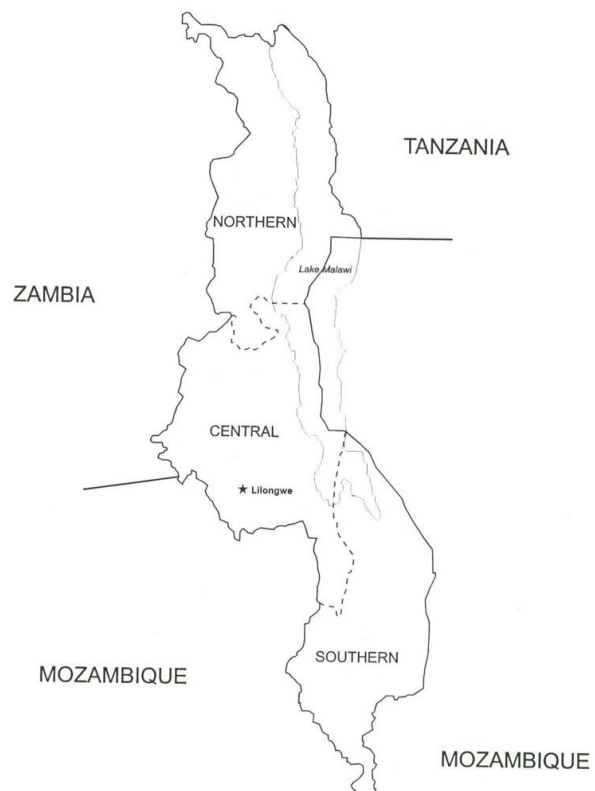 TANZANIA
NORTHERN
Lake Malawi
ZAMBIA
CENTRAL
Lilongwe
SOUTHERN
MOZAMBIQUE
MOZAMBIQUE